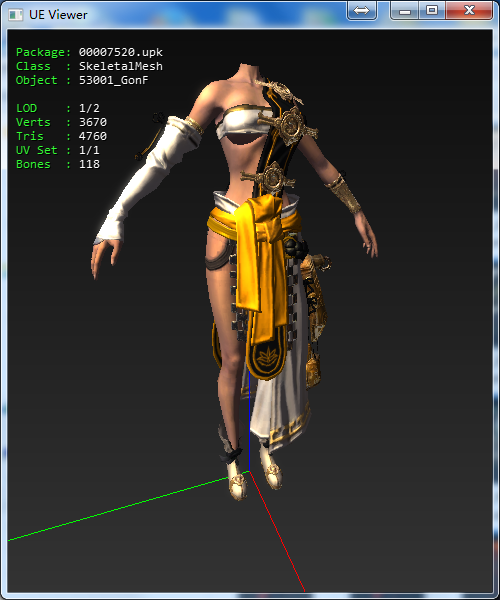 UE Viewer
Package: 00007520.upk
Class : SkeletalMesh
Object : 53001_GonF
LOD : 1/2
Verts : 3670
Tris : 4760
UV Set : 1/1
Bones : 118